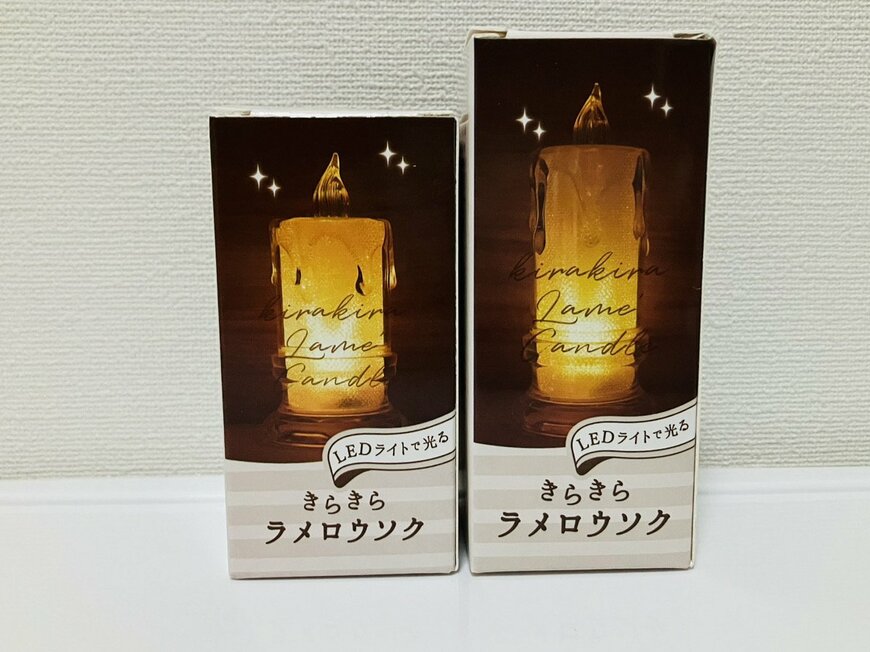 kirakira
Lame'
Candle
LEDライトで光る
きらきら
ラメロウソク
kirakira
Lame'
Candle
LEDライトで光る
きらきら
ラメロウソク